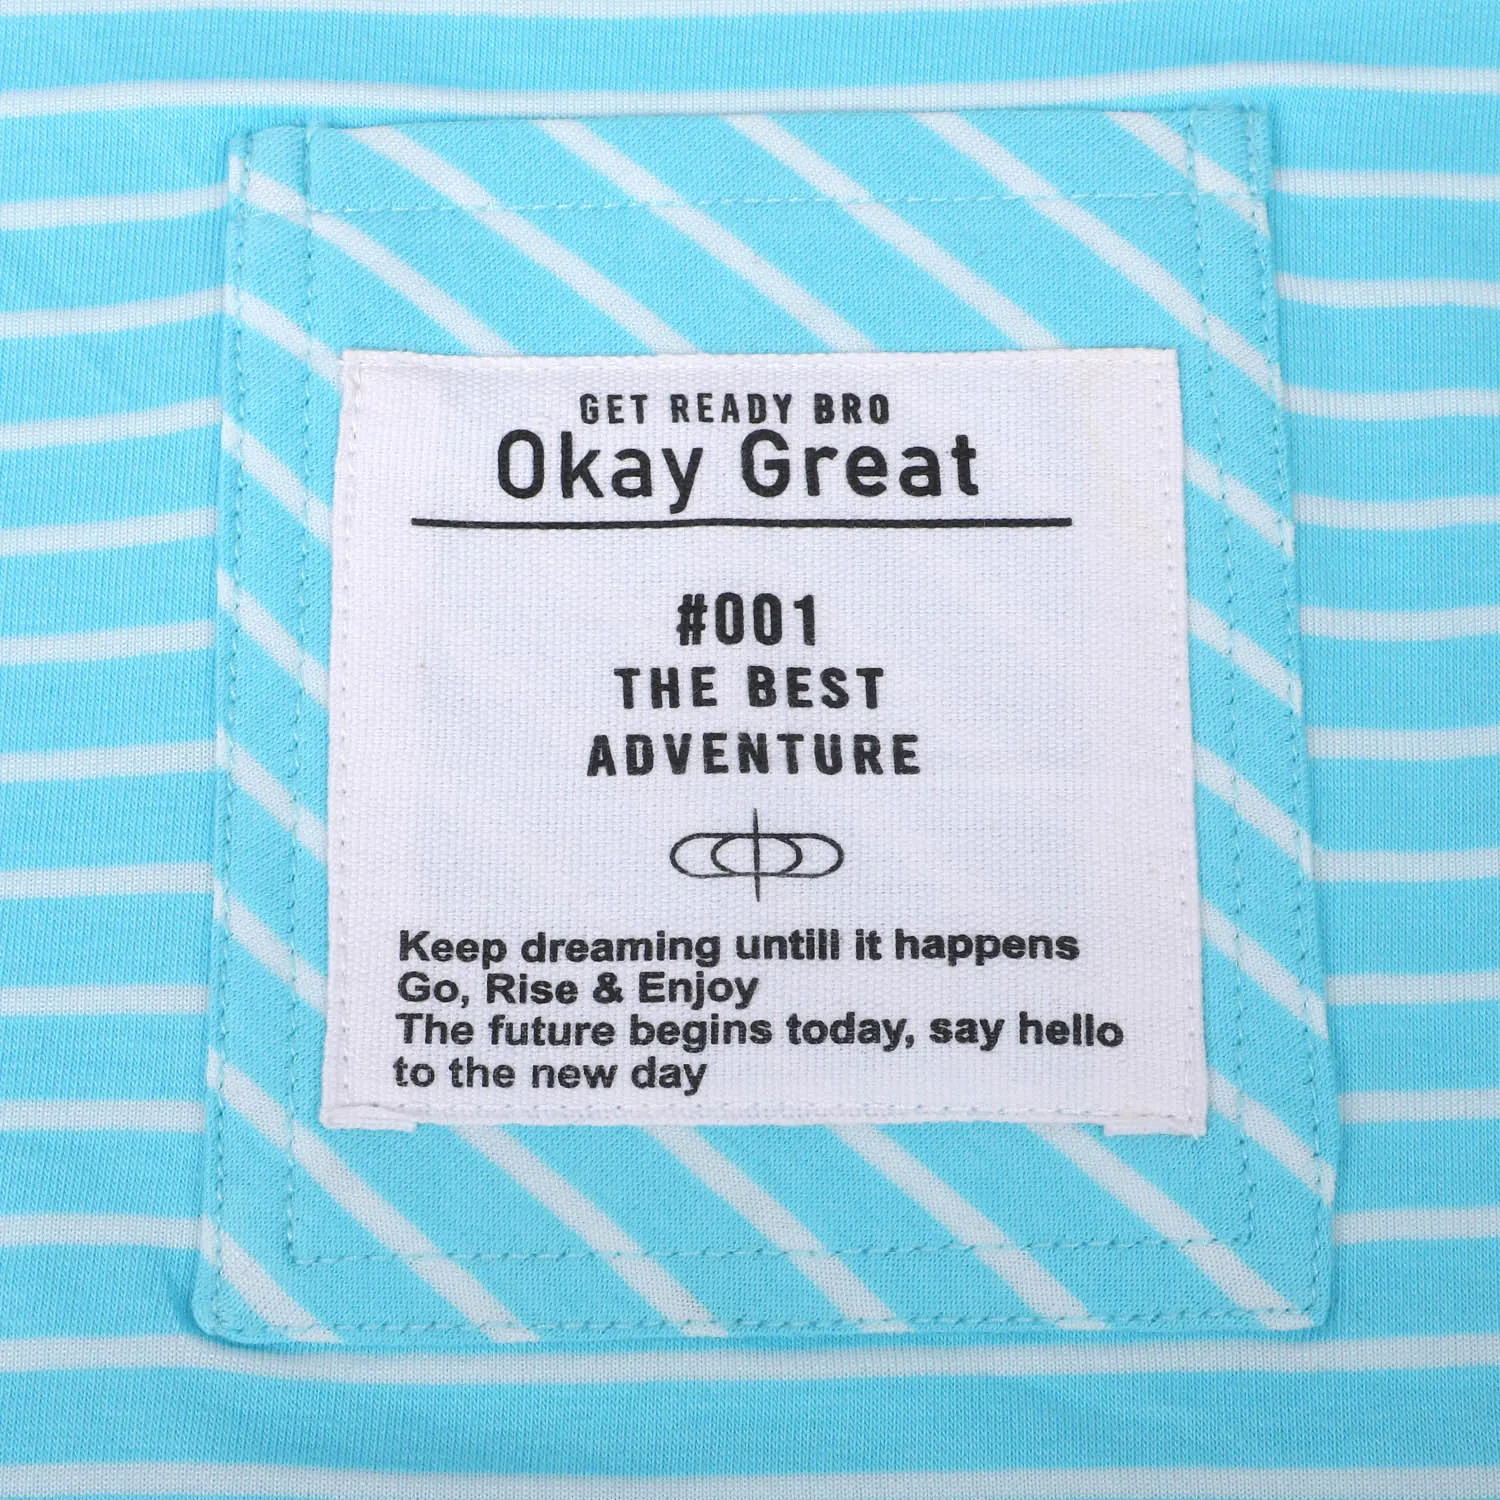 GET READY BRO
Okay Great
#001
THE BEST
ADVENTURE
Keep dreaming untill it happens
Go, Rise & Enjoy
The future begins today, say hello
to the new day